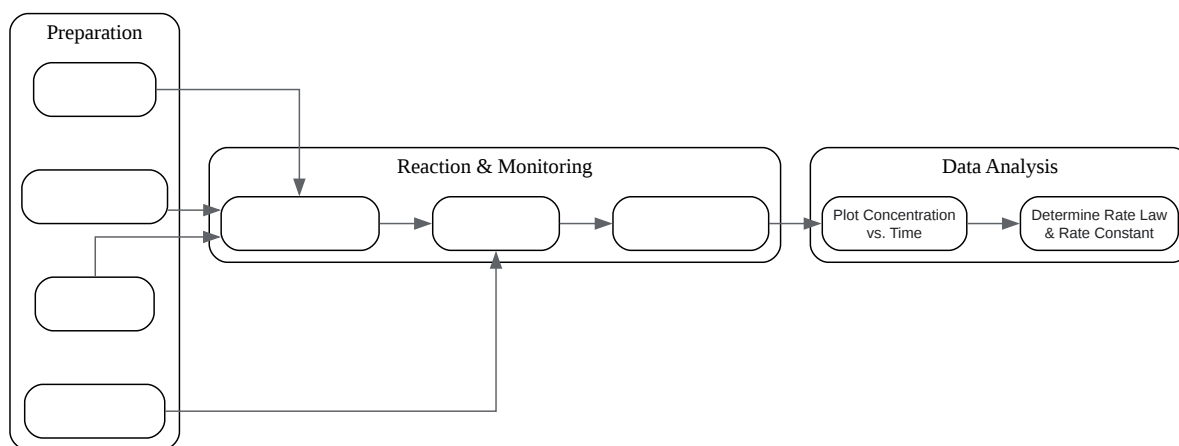 Preparation
Reaction & Monitoring
Data Analysis
Plot Concentration
vs. Time
Determine Rate Law
& Rate Constant